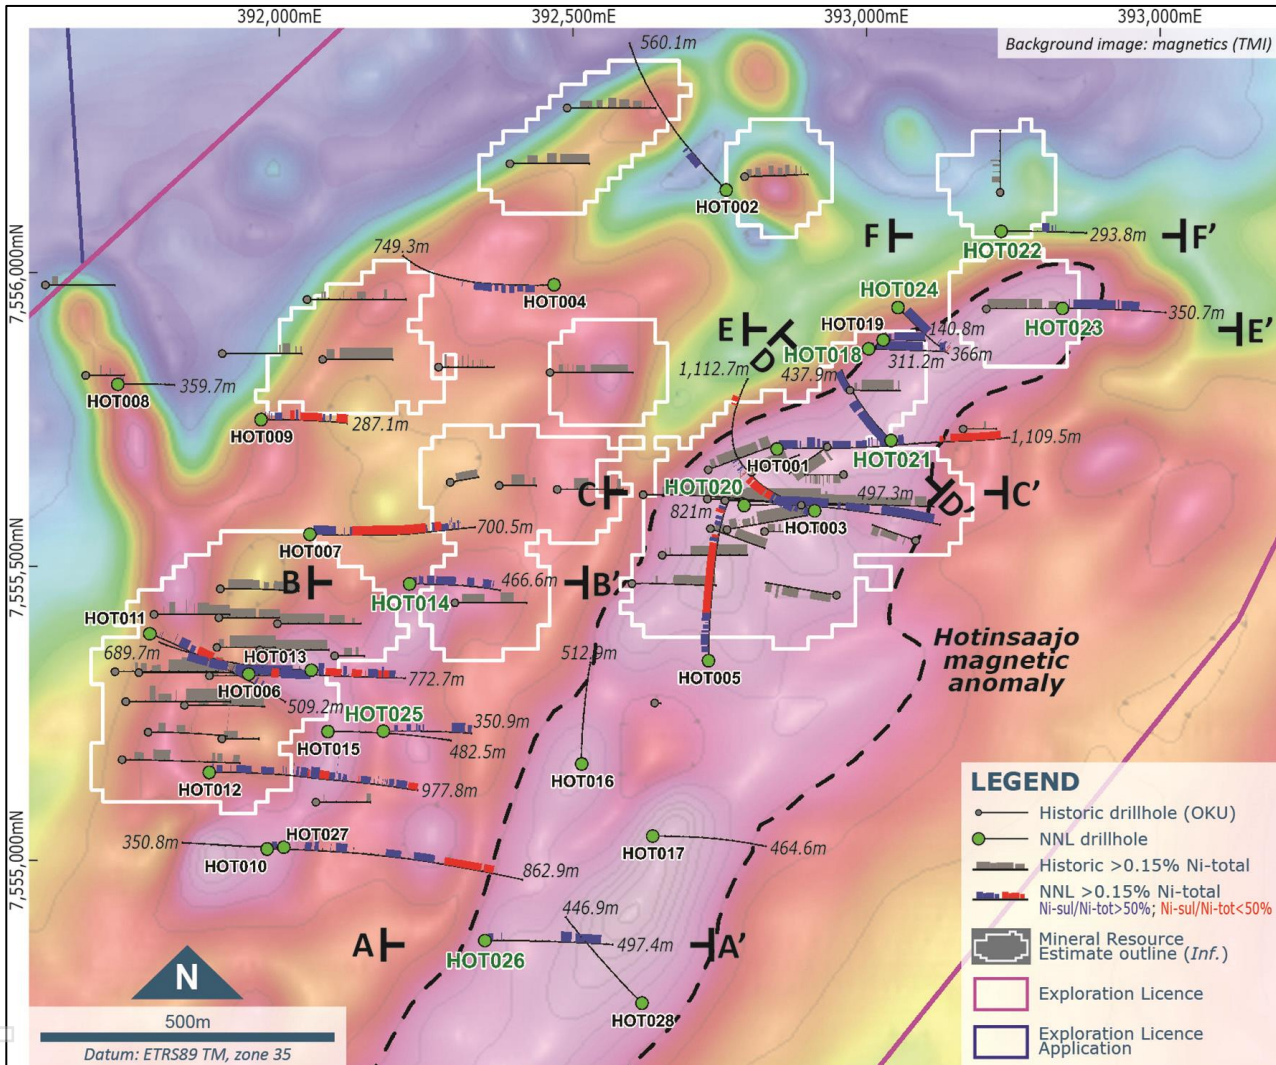 392,000mE
392,500mE
393,000mE
393,000mE
Background image: magnetics (TMI)
560.1m
HOT002
F
F'
HOT022
293.8m
749.3m
HOT004
7,556,000mN
HOT024
HOT019
140.8m
HOT023
350.7m
E
E'
D
HOT018
311.2m
366m
1,112.7m
437.9m
HOT008
359.7m
HOT009
287.1m
HOT001
HOT021
1,109.5m
C
HOT020
497.3m
D'
C'
821m
HOT003
HOT007
700.5m
7,555,500mN
B
HOT014
466.6m
B'
HOT011
689.7m
HOT013
HOT006
772.7m
509.2m
512.9m
HOT005
Hotinsaajo
magnetic
anomaly
HOT025
350.9m
HOT015
482.5m
HOT016
HOT012
977.8m
350.8m
HOT027
HOT010
862.9m
HOT017
464.6m
7,555,000mN
446.9m
A
HOT026
497.4m
A'
HOT028
N
500m
Datum: ETRS89 TM, zone 35
LEGEND
Historic drillhole (OKU)
NNL drillhole
Historic >0.15% Ni-total
NNL >0.15% Ni-total
Ni-sul/Ni-tot>50%; Ni-sul/Ni-tot<50%
Mineral Resource
Estimate outline (Inf.)
Exploration Licence
Exploration Licence
Application